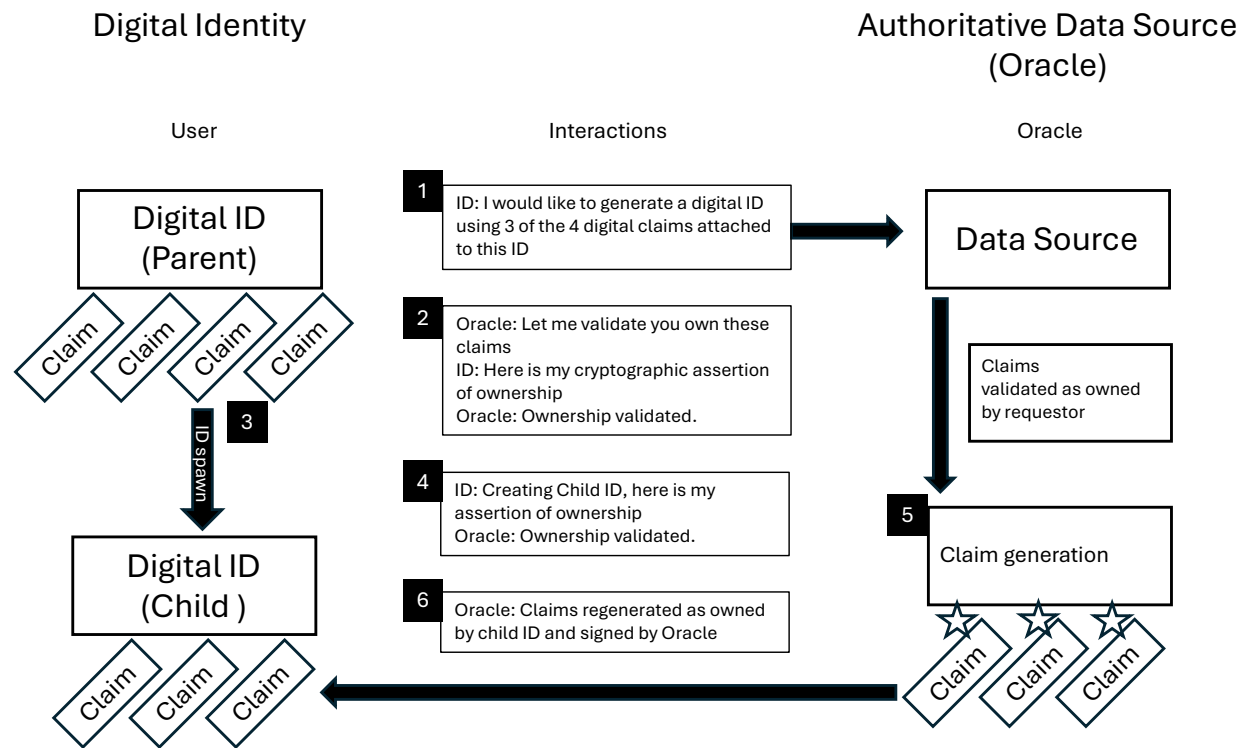 Digital Identity
Authoritative Data Source
(Oracle)
User
Interactions
Oracle
Digital ID
(Parent)
Claim
Claim
Claim
Claim
1
ID: I would like to generate a digital ID
using 3 of the 4 digital claims attached
to this ID
Data Source
2
Oracle: Let me validate you own these
claims
ID: Here is my cryptographic assertion
of ownership
Oracle: Ownership validated.
Claims
validated as owned
by requestor
3
ID spawn
4
ID: Creating Child ID, here is my
assertion of ownership
Oracle: Ownership validated.
5
Claim generation
Digital ID
(Child )
6
Oracle: Claims regenerated as owned
by child ID and signed by Oracle
Claim
Claim
Claim
Claim
Claim
Claim